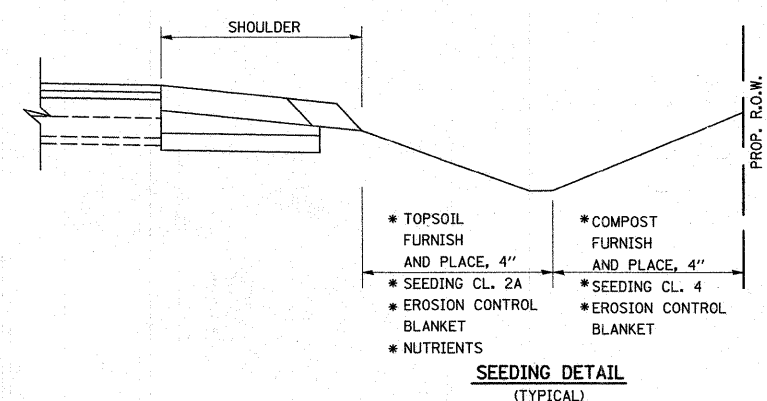 SHOULDER
PROP. R.O.W.
* TOPSOIL
FURNISH
AND PLACE, 4"
* SEEDING CL. 2A
* EROSION CONTROL
BLANKET
* NUTRIENTS
* COMPOST
FURNISH
AND PLACE, 4"
* SEEDING CL. 4
* EROSION CONTROL
BLANKET
SEEDING DETAIL
(TYPICAL)